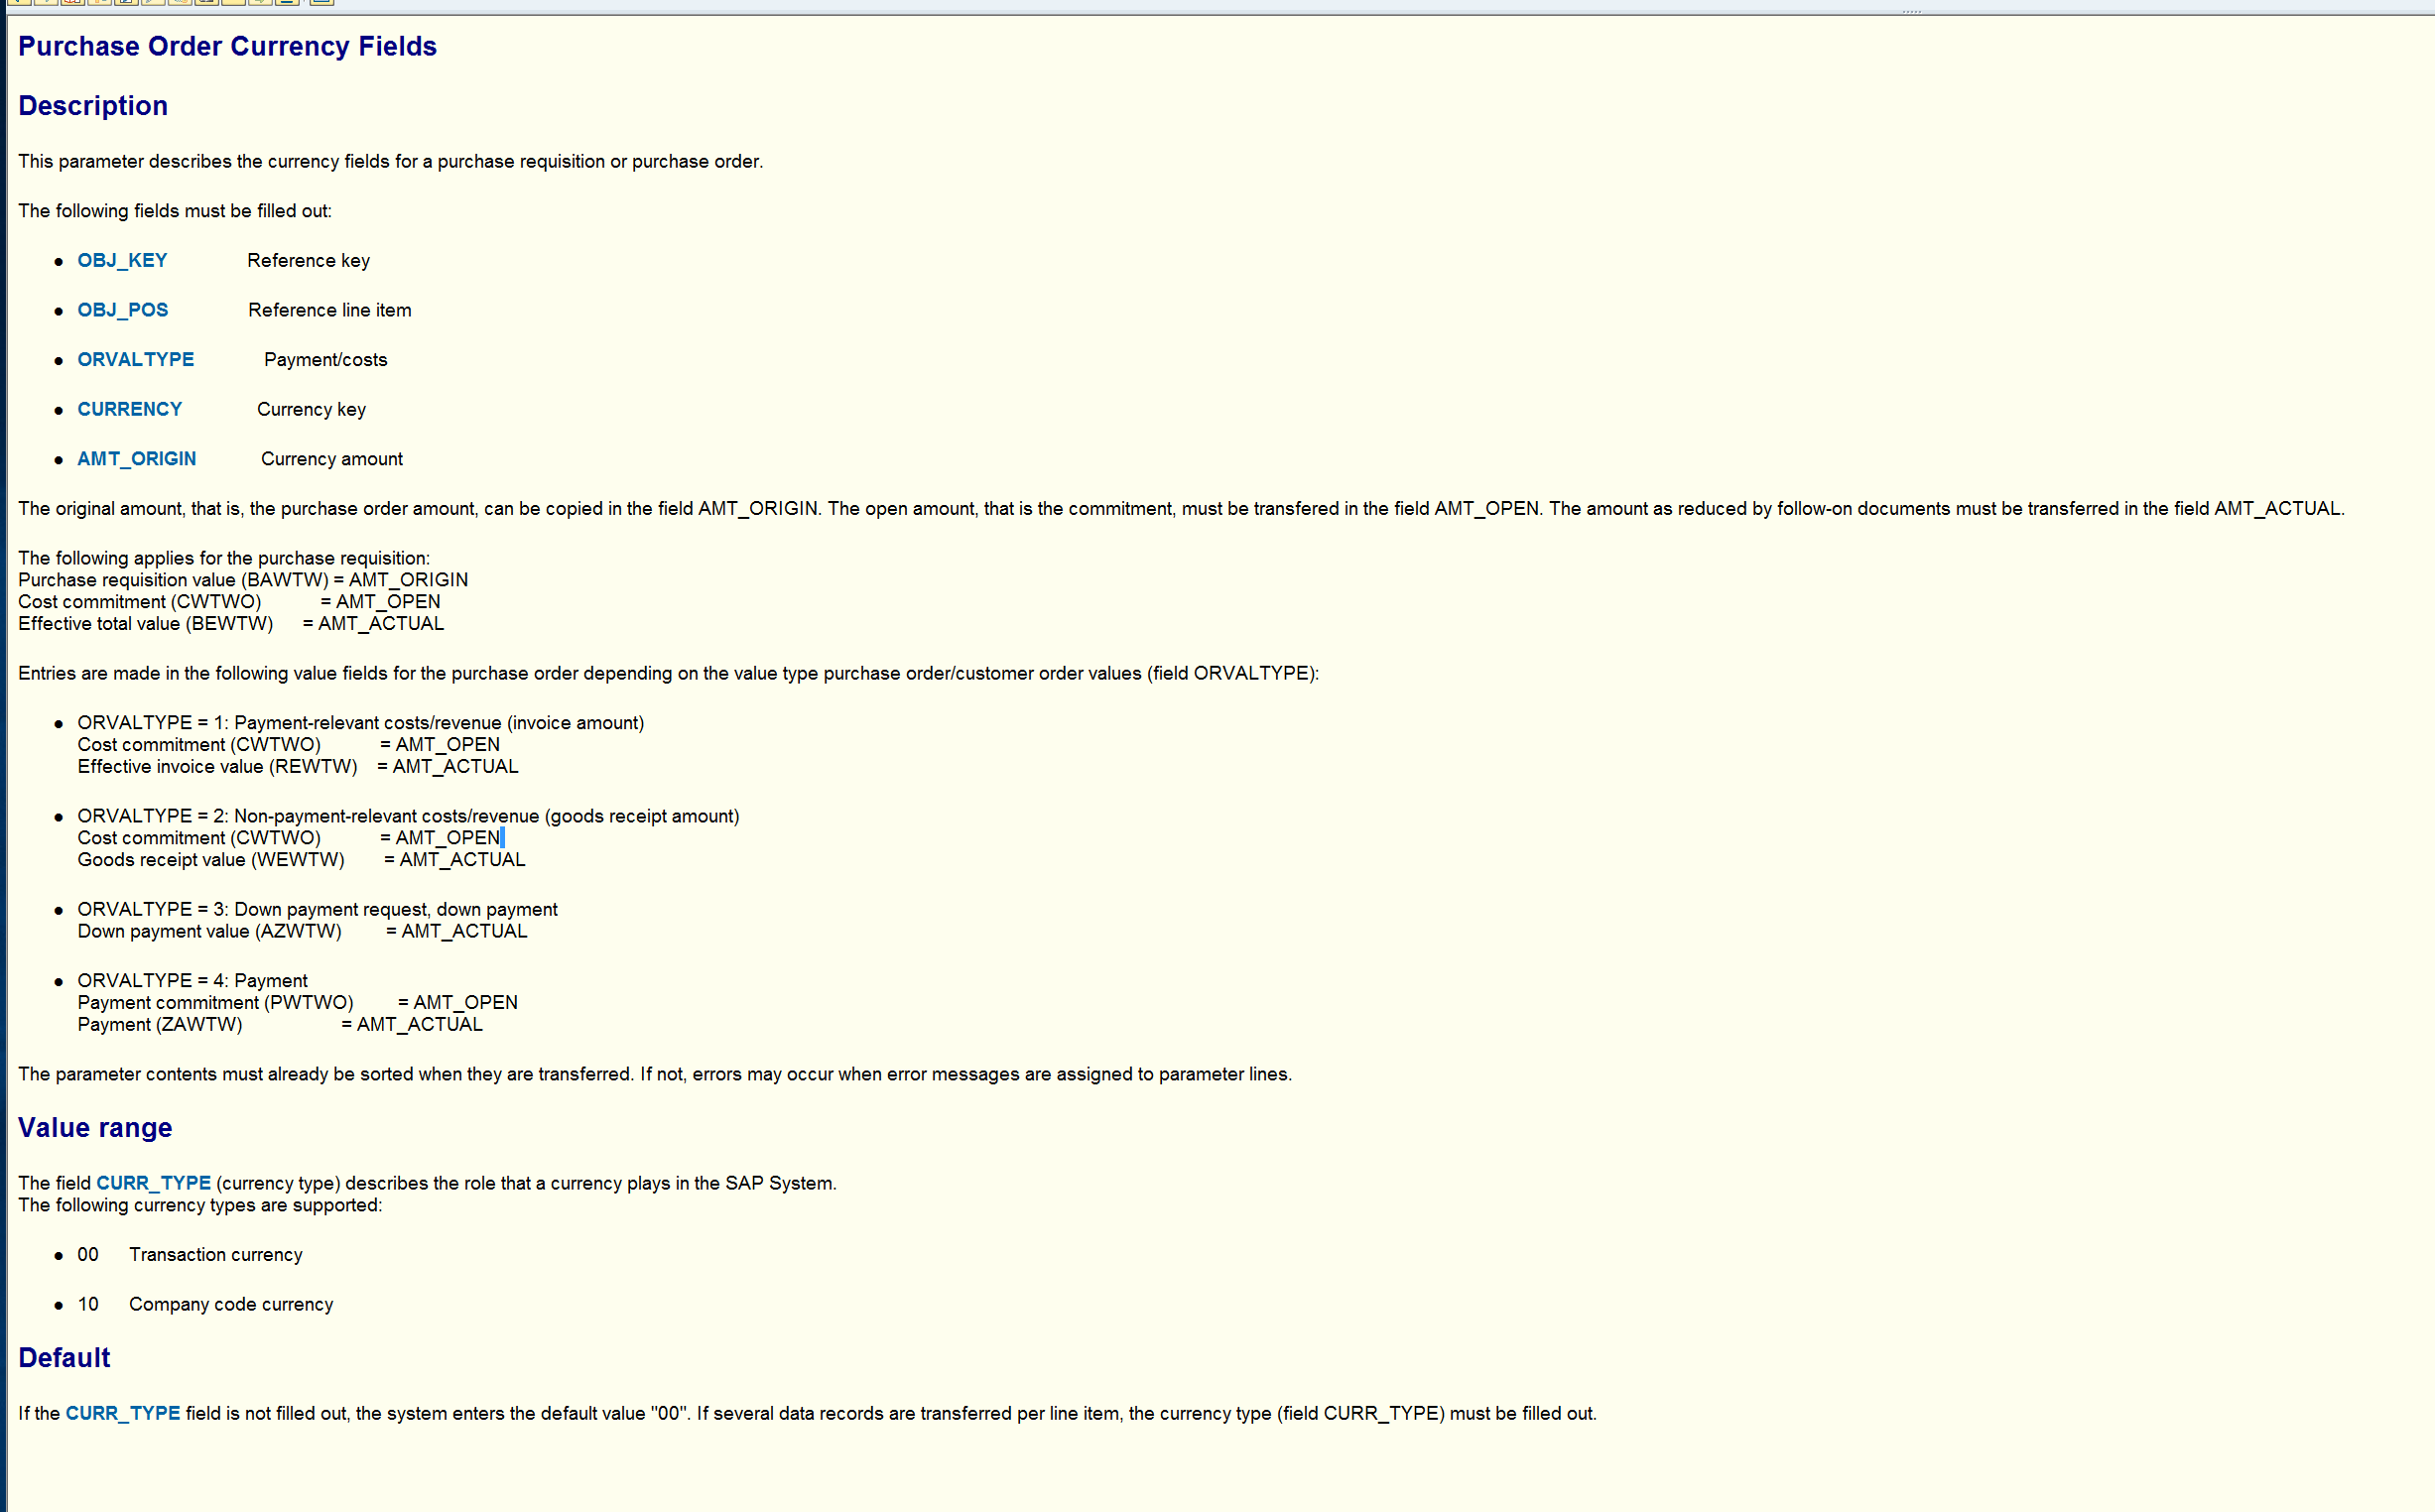 Purchase Order Currency Fields
Description
This parameter describes the currency fields for a purchase requisition or purchase order.
The following fields must be filled out:
● OBJ_KEY Reference key
● OBJ_POS Reference line item
● ORVALTYPE Payment/costs
● CURRENCY Currency key
● AMT_ORIGIN Currency amount
The original amount, that is, the purchase order amount, can be copied in the field AMT_ORIGIN. The open amount, that is the commitment, must be transfered in the field AMT_OPEN. The amount as reduced by follow-on documents must be transferred in the field AMT_ACTUAL.
The following applies for the purchase requisition:
Purchase requisition value (BAWTW) = AMT_ORIGIN
Cost commitment (CWTWO) = AMT_OPEN
Effective total value (BEWTW) = AMT_ACTUAL
Entries are made in the following value fields for the purchase order depending on the value type purchase order/customer order values (field ORVALTYPE):
● ORVALTYPE = 1: Payment-relevant costs/revenue (invoice amount)
Cost commitment (CWTWO) = AMT_OPEN
Effective invoice value (REWTW) = AMT_ACTUAL
● ORVALTYPE = 2: Non-payment-relevant costs/revenue (goods receipt amount)
Cost commitment (CWTWO) = AMT_OPEN
Goods receipt value (WEWTW) = AMT_ACTUAL
● ORVALTYPE = 3: Down payment request, down payment
Down payment value (AZWTW) = AMT_ACTUAL
● ORVALTYPE = 4: Payment
Payment commitment (PWTWO) = AMT_OPEN
Payment (ZAWTW) = AMT_ACTUAL
The parameter contents must already be sorted when they are transferred. If not, errors may occur when error messages are assigned to parameter lines.
Value range
The field CURR_TYPE (currency type) describes the role that a currency plays in the SAP System.
The following currency types are supported:
● 00 Transaction currency
● 10 Company code currency
Default
If the CURR_TYPE field is not filled out, the system enters the default value "00". If several data records are transferred per line item, the currency type (field CURR_TYPE) must be filled out.